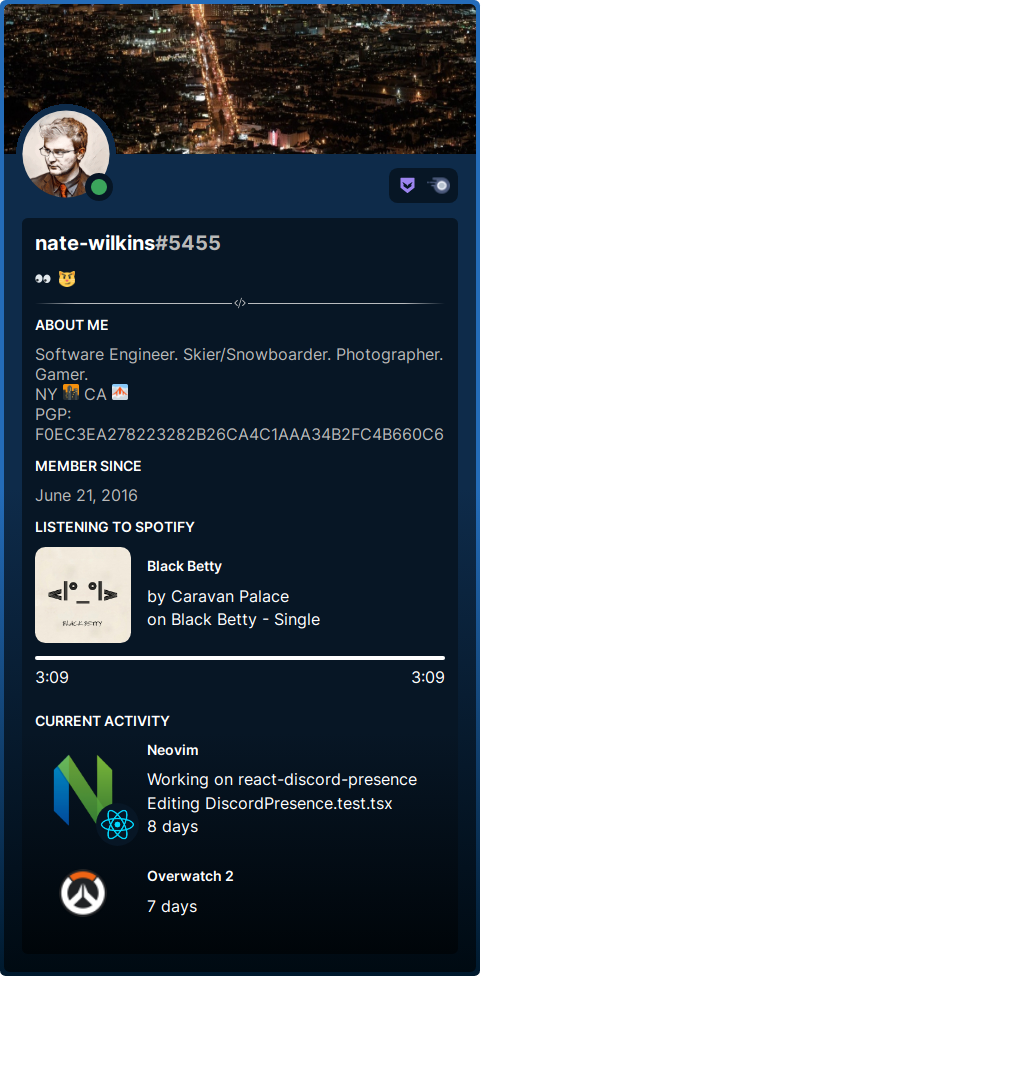 nate-wilkins#5455
ABOUT ME
Software Engineer. Skier/Snowboarder. Photographer.
Gamer.
NY CA
PGP:
F0EC3EA278223282B26CA4C1AAA34B2FC4B660C6
MEMBER SINCE
June 21, 2016
LISTENING TO SPOTIFY
Black Betty
by Caravan Palace
on Black Betty - Single
BLACK BETTY
3:09 3:09
CURRENT ACTIVITY
Neovim
Working on react-discord-presence
Editing DiscordPresence.test.tsx
8 days
Overwatch 2
7 days